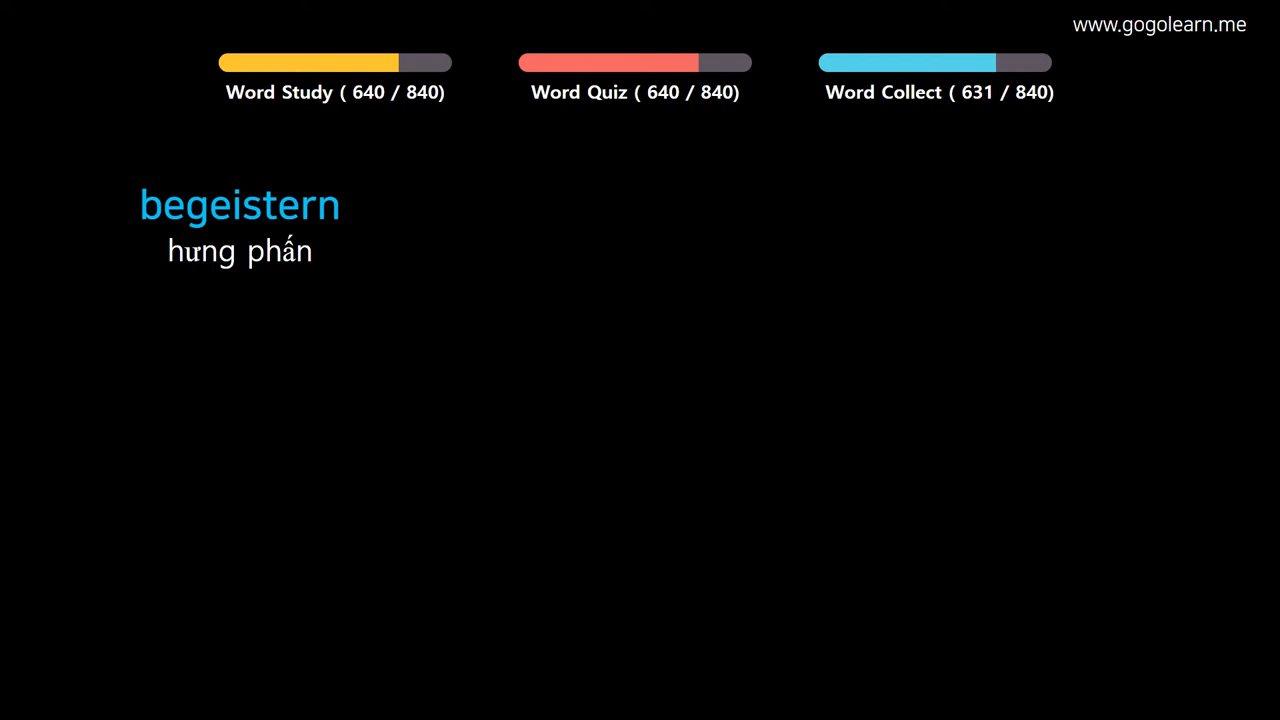 www.gogolearn.me
Word Study ( 640 / 840)
Word Quiz ( 640 / 840)
Word Collect ( 631 / 840)
begeistern
hưng phấn